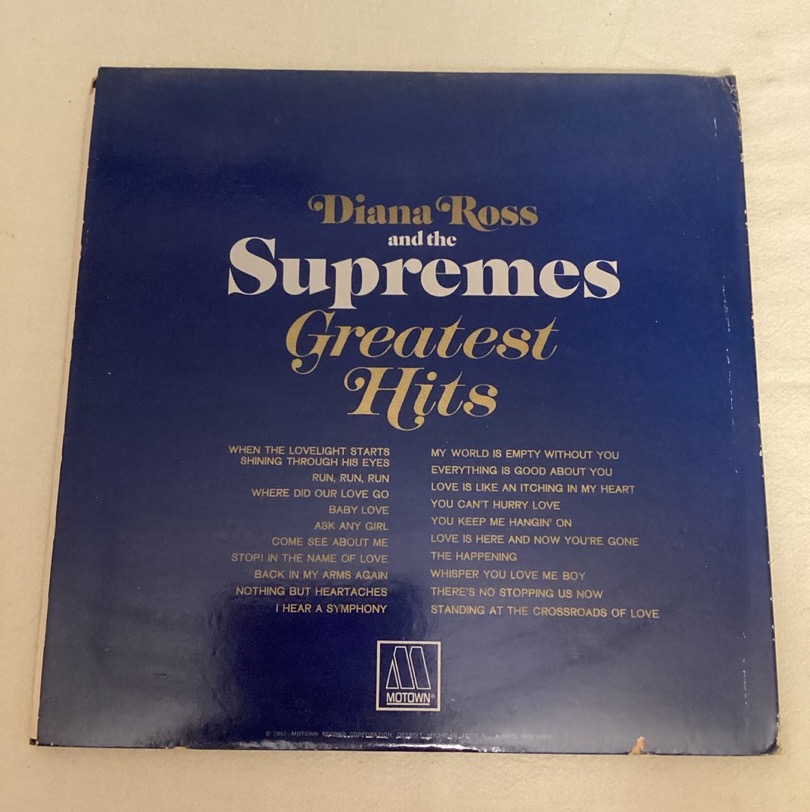 Diana Ross
and the
Supremes
Greatest
Hits
WHEN THE LOVELIGHT STARTS
SHINING THROUGH HIS EYES
RUN, RUN, RUN
WHERE DID OUR LOVE GO
BABY LOVE
ASK ANY GIRL
COME SEE ABOUT ME
STOP! IN THE NAME OF LOVE
BACK IN MY ARMS AGAIN
NOTHING BUT HEARTACHES
I HEAR A SYMPHONY
MY WORLD IS EMPTY WITHOUT YOU
EVERYTHING IS GOOD ABOUT YOU
LOVE IS LIKE AN ITCHING IN MY HEART
YOU CAN'T HURRY LOVE
YOU KEEP ME HANGIN' ON
LOVE IS HERE AND NOW YOU'RE GONE
THE HAPPENING
WHISPER YOU LOVE ME BOY
THERE'S NO STOPPING US NOW
STANDING AT THE CROSSROADS OF LOVE
MOTOWN®
© 1967, MOTOWN RECORD CORPORATION, DETROIT, MICHIGAN